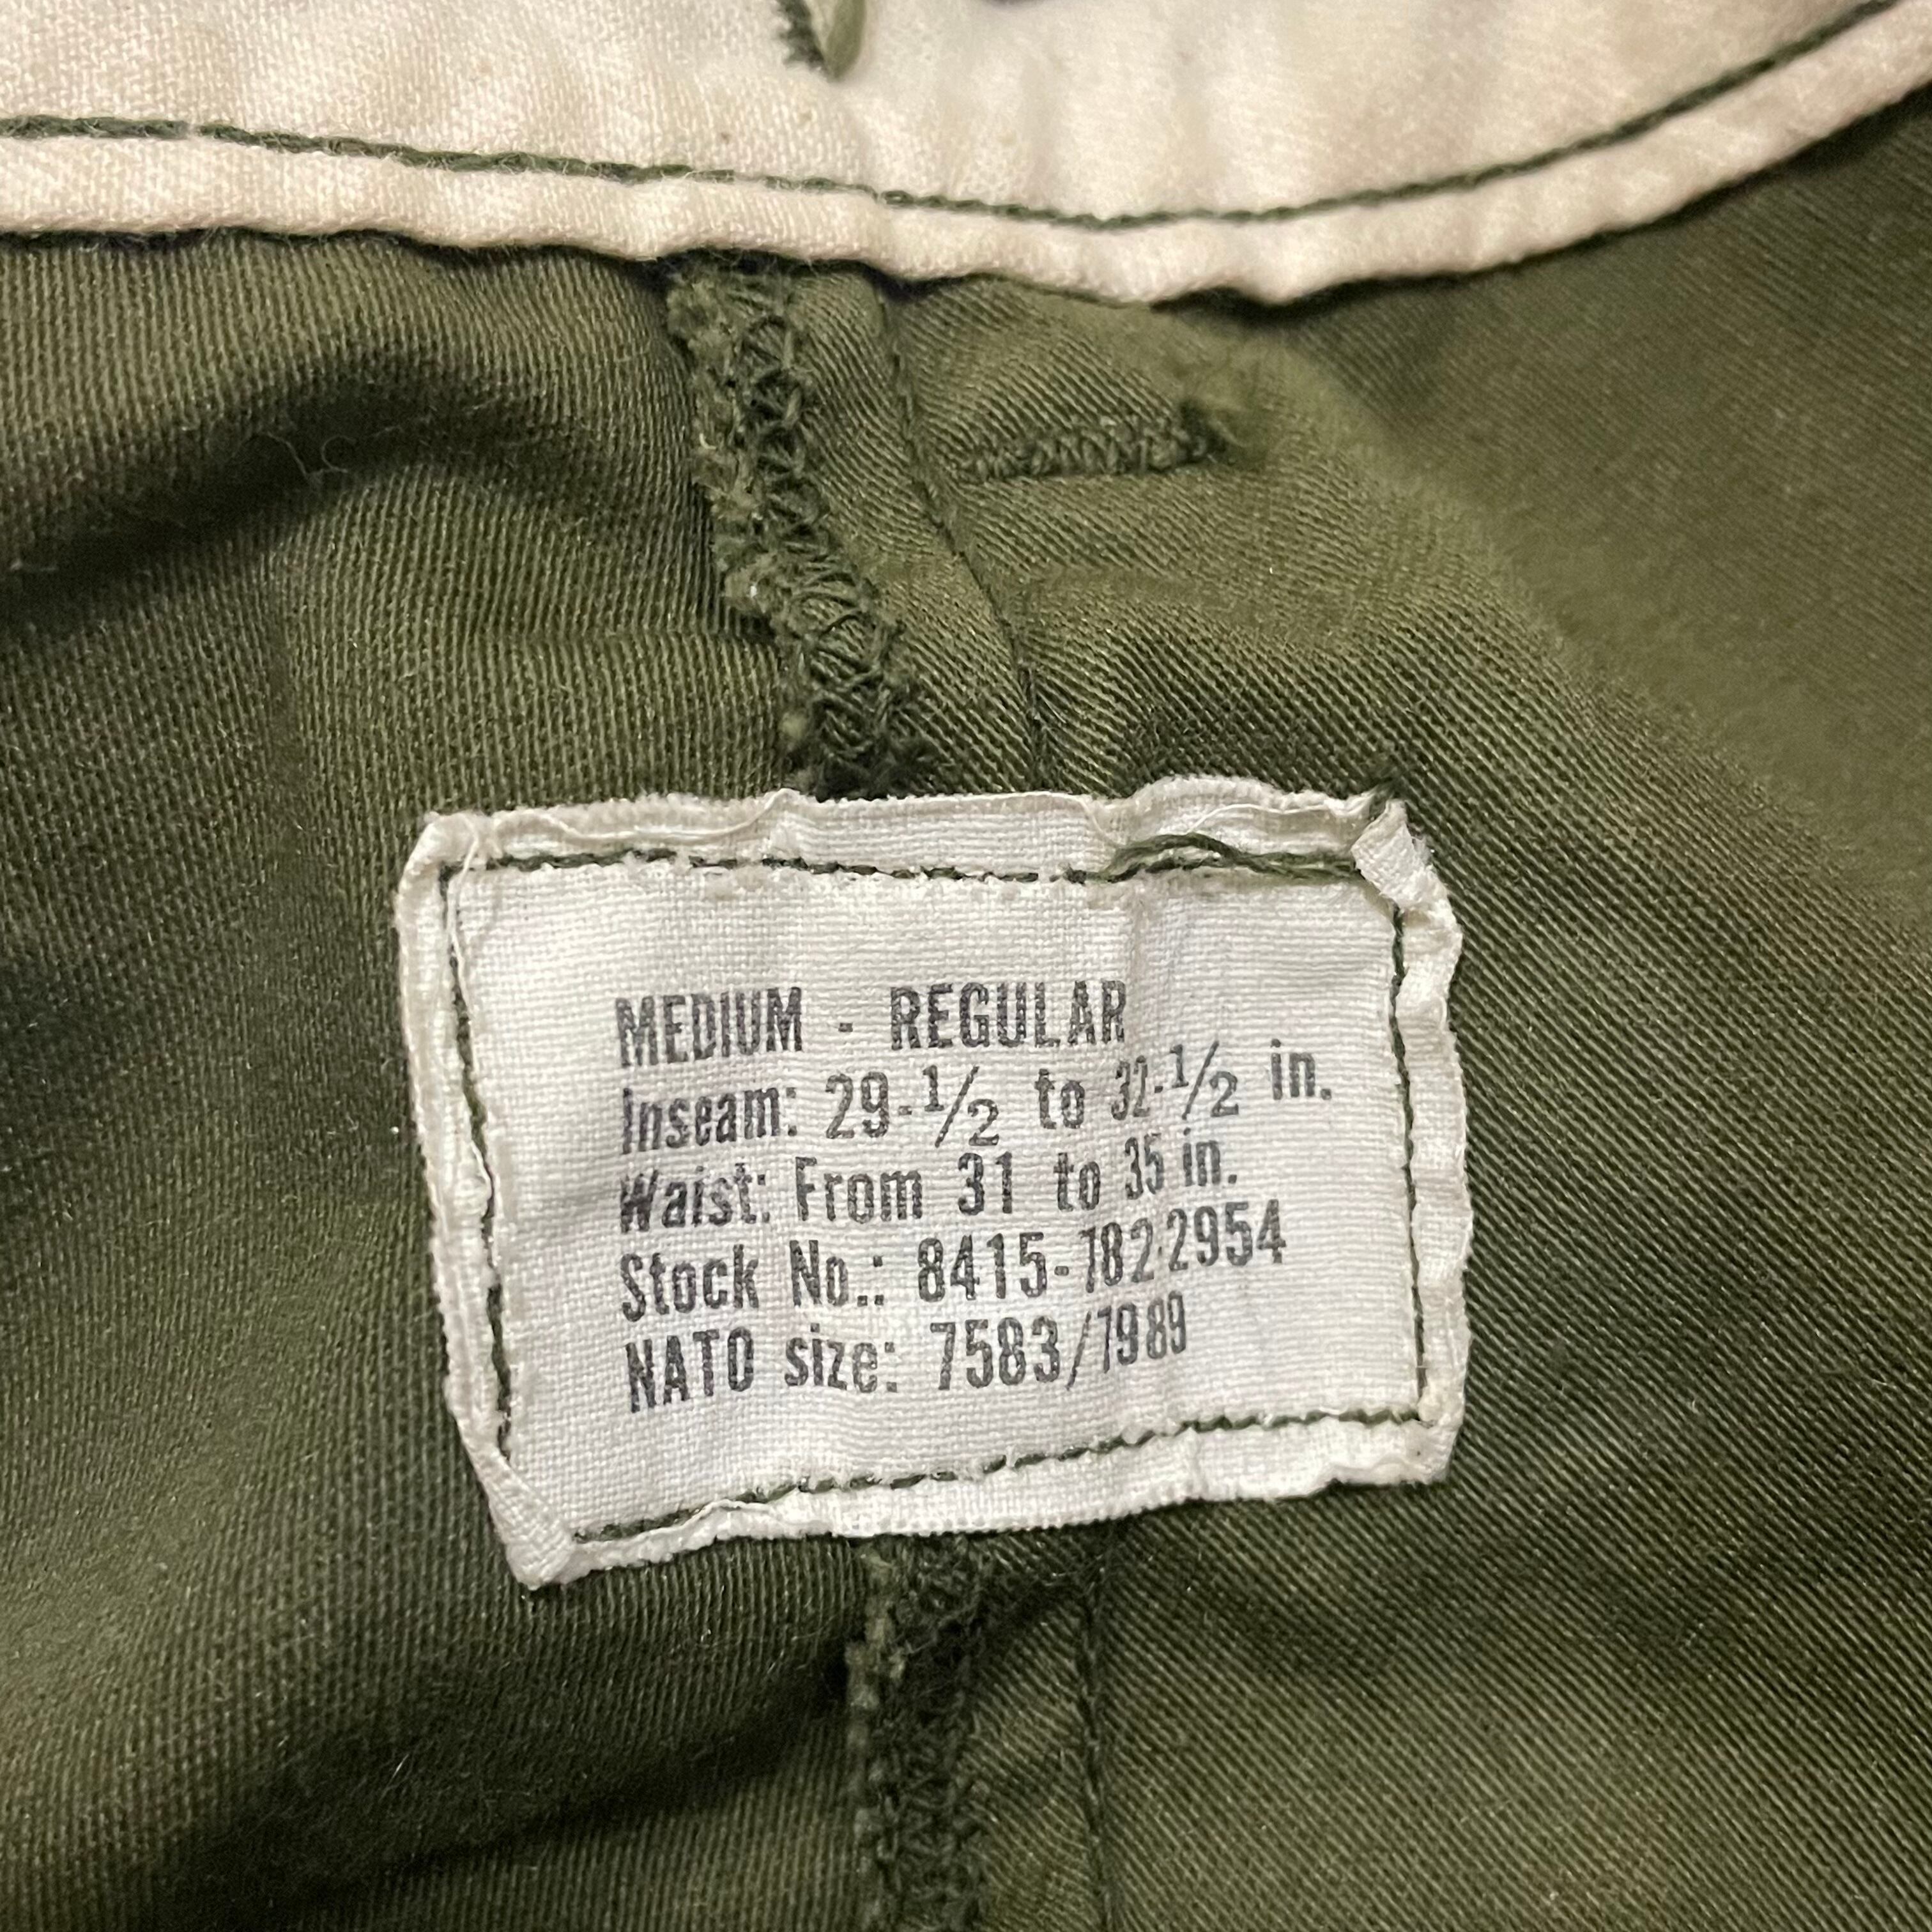 MEDIUM - REGULAR
Inseam: 29-1/2 to 32-1/2 in.
Waist: From 31 to 35 in.
Stock No.: 8415-782-2954
NATO size: 7583/7989